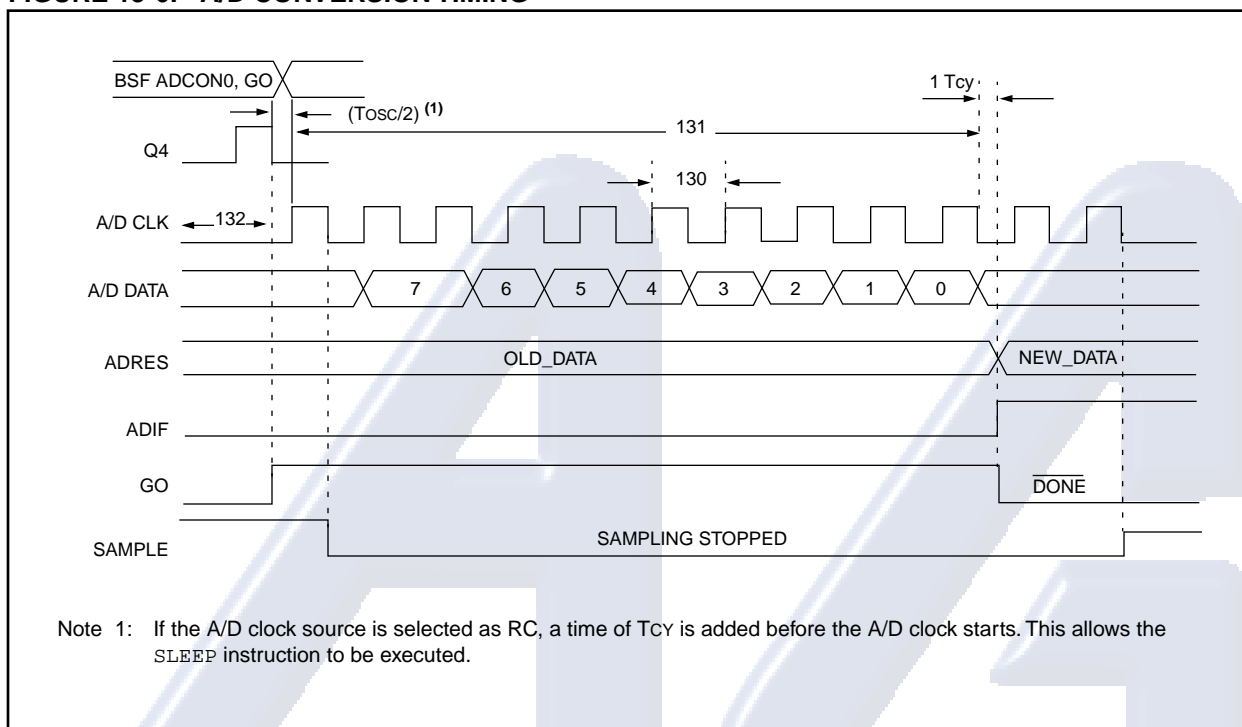 BSF ADCON0, GO
1 Tcy
(TOSC/2) (1)
131
Q4
130
A/D CLK
132
A/D DATA
7 6 5 4 3 2 1 0
ADRES
OLD_DATA
NEW_DATA
ADIF
GO
DONE
SAMPLE
SAMPLING STOPPED
Note 1: If the A/D clock source is selected as RC, a time of TCY is added before the A/D clock starts. This allows the
SLEEP instruction to be executed.